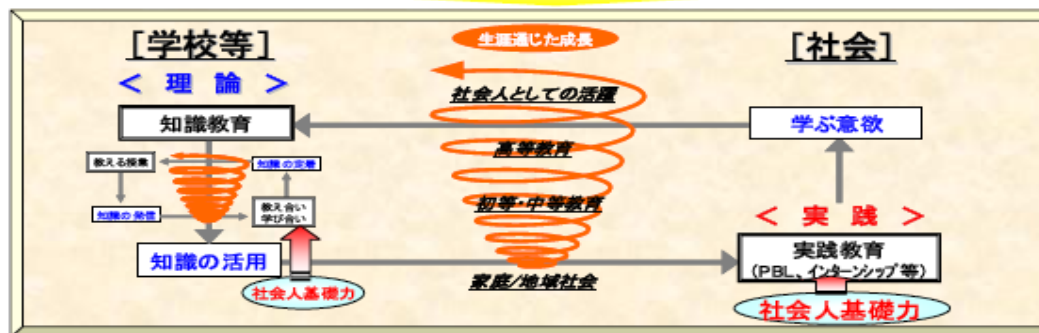 [学校等]
＜ 理 論 ＞
知識教育
教える授業
知識の定着
知識の発信
教え合い
学び合い
知識の活用
社会人基礎力
生涯通じた成長
社会人としての活躍
高等教育
初等・中等教育
家庭/地域社会
[社会]
学ぶ意欲
＜ 実 践 ＞
実践教育
(PBL、インターンシップ等)
社会人基礎力